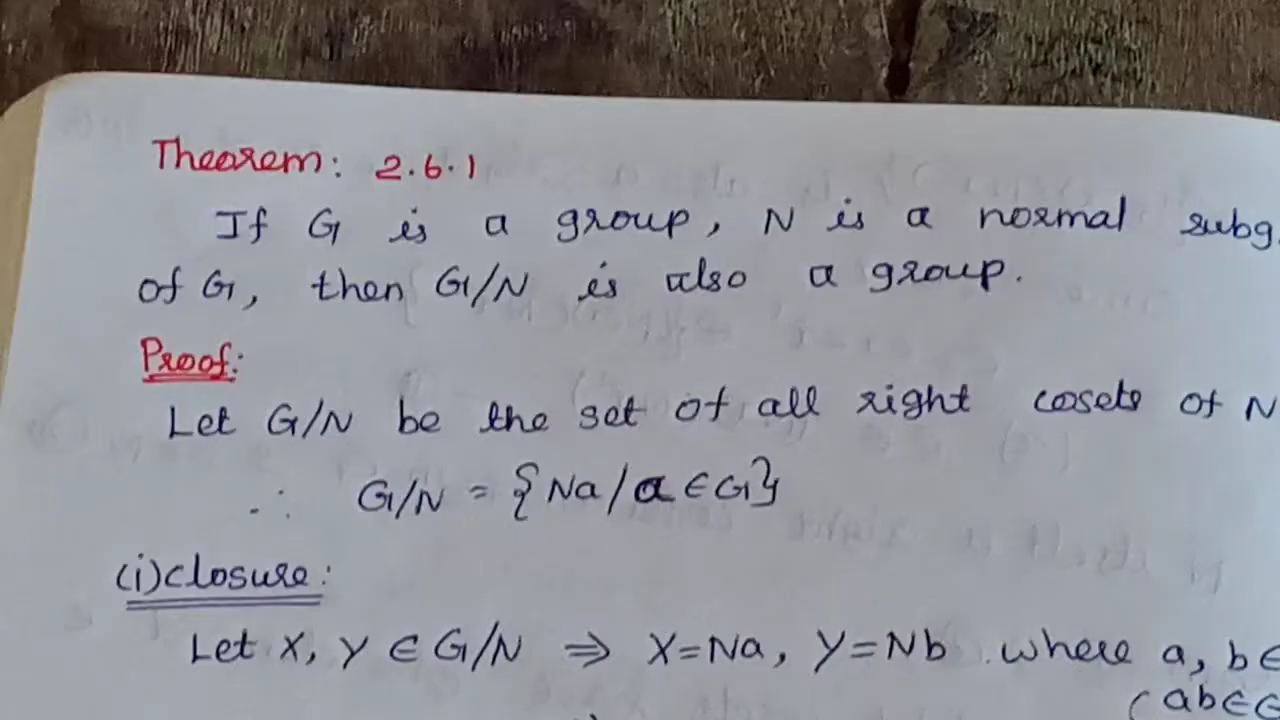 Theorem: 2.6.1
If G is a group, N is a normal subg
of G, then G/N is also a group.
Proof:
Let G/N be the set of all right cosets of N
∴ G/N = {Na/a ∈ G}
(i) closure:
Let X, Y ∈ G/N ⇒ X=Na, Y=Nb where a, b ∈
(ab ∈ G